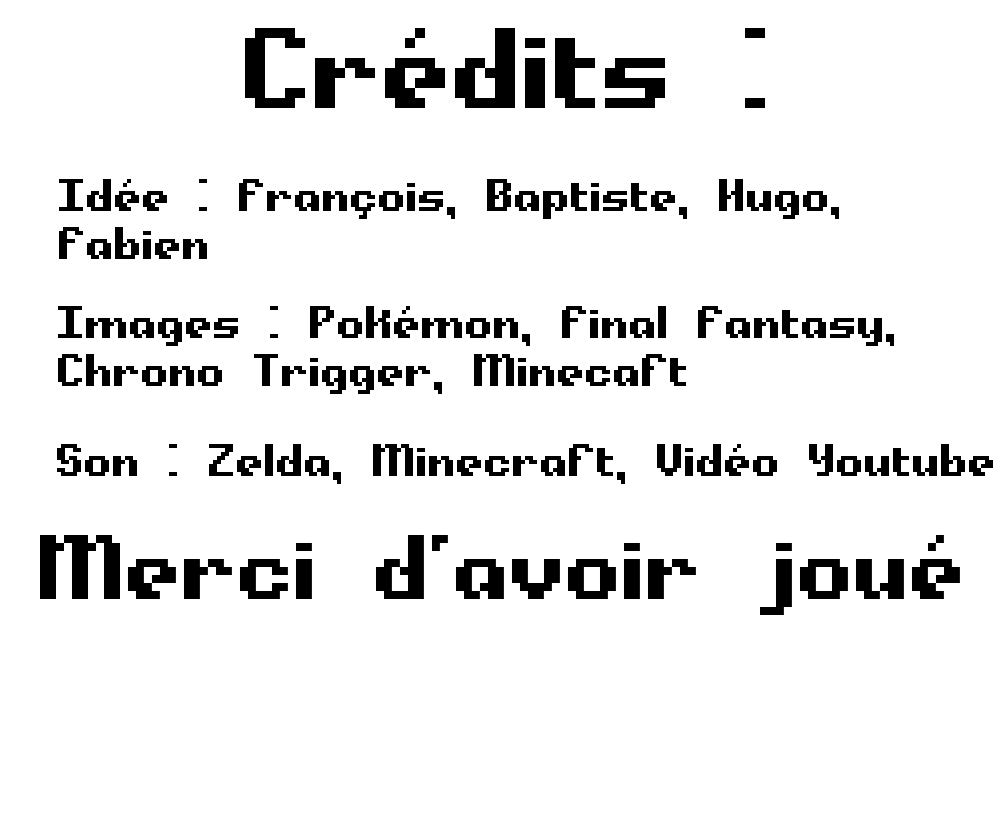 Crédits :
Idée : François, Baptiste, Hugo,
Fabien
Images : Pokémon, Final Fantasy,
Chrono Trigger, Minecaft
Son : Zelda, Minecraft, Vidéo Youtube
Merci d'avoir joué